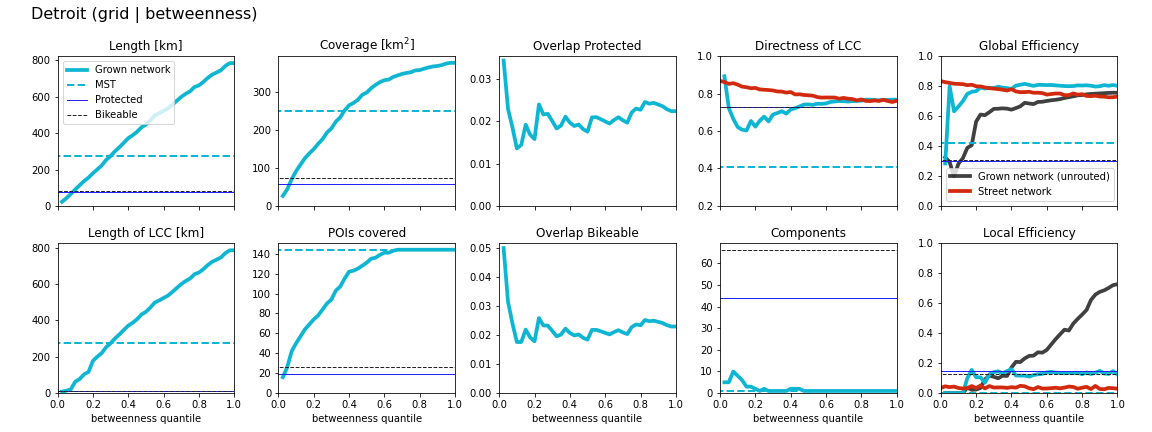 Detroit (grid | betweenness)
Length [km]
Coverage [km²]
Overlap Protected
Directness of LCC
Global Efficiency
800
600
400
200
0
Grown network
MST
Protected
Bikeable
300
200
100
0
0.03
0.02
0.01
0.00
1.0
0.8
0.6
0.4
0.2
1.0
0.8
0.6
0.4
0.2
0.0
Grown network (unrouted)
Street network
Length of LCC [km]
POIs covered
Overlap Bikeable
Components
Local Efficiency
800
600
400
200
0
0.0 0.2 0.4 0.6 0.8 1.0
betweenness quantile
140
120
100
80
60
40
20
0.0 0.2 0.4 0.6 0.8 1.0
betweenness quantile
0.05
0.04
0.03
0.02
0.01
0.00
0.0 0.2 0.4 0.6 0.8 1.0
betweenness quantile
60
50
40
30
20
10
0
0.0 0.2 0.4 0.6 0.8 1.0
betweenness quantile
1.0
0.8
0.6
0.4
0.2
0.0
0.0 0.2 0.4 0.6 0.8 1.0
betweenness quantile